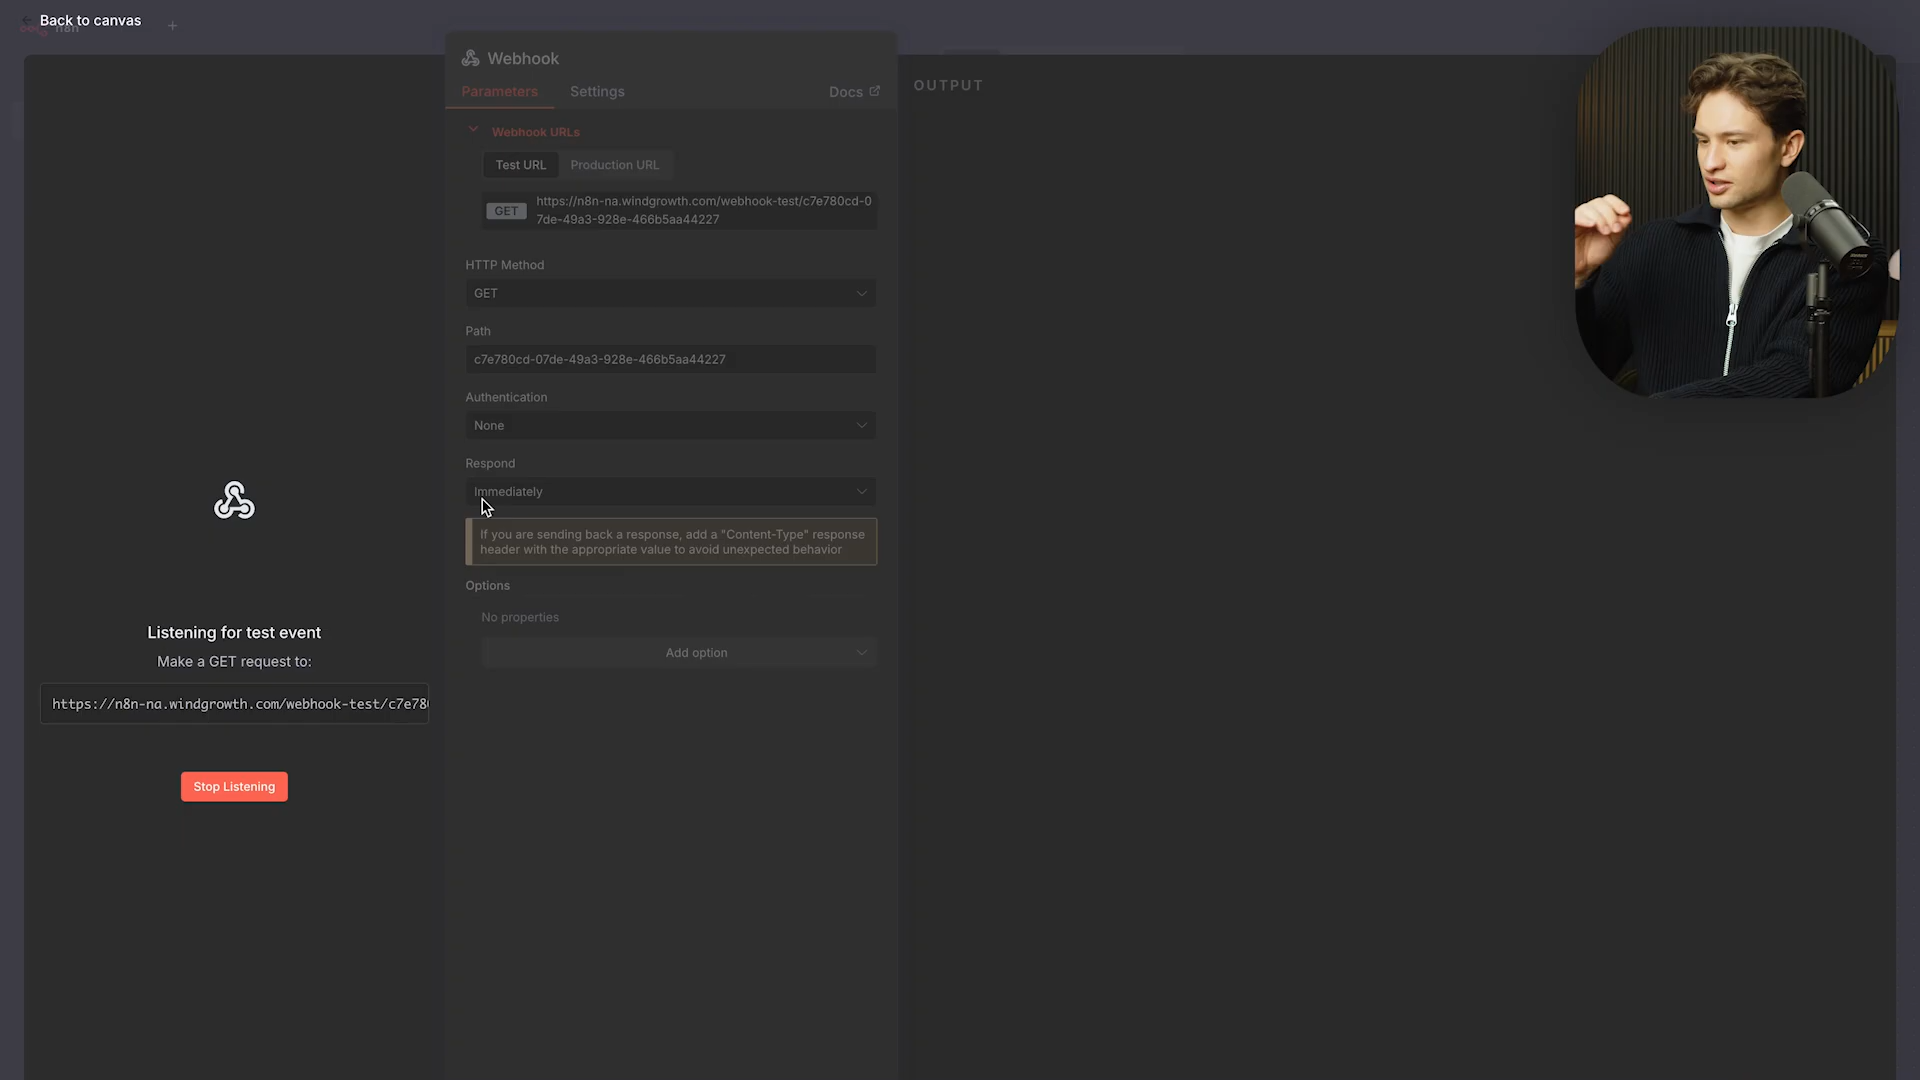 Back to canvas
n8n
+
Webhook
Parameters
Settings
Docs
OUTPUT
Webhook URLs
Test URL
Production URL
GET
https://n8n-na.windgrowth.com/webhook-test/c7e780cd-0
7de-49a3-928e-466b5aa44227
HTTP Method
GET
Path
c7e780cd-07de-49a3-928e-466b5aa44227
Authentication
None
Respond
Immediately
If you are sending back a response, add a "Content-Type" response
header with the appropriate value to avoid unexpected behavior
Options
No properties
Add option
Listening for test event
Make a GET request to:
https://n8n-na.windgrowth.com/webhook-test/c7e78
Stop Listening